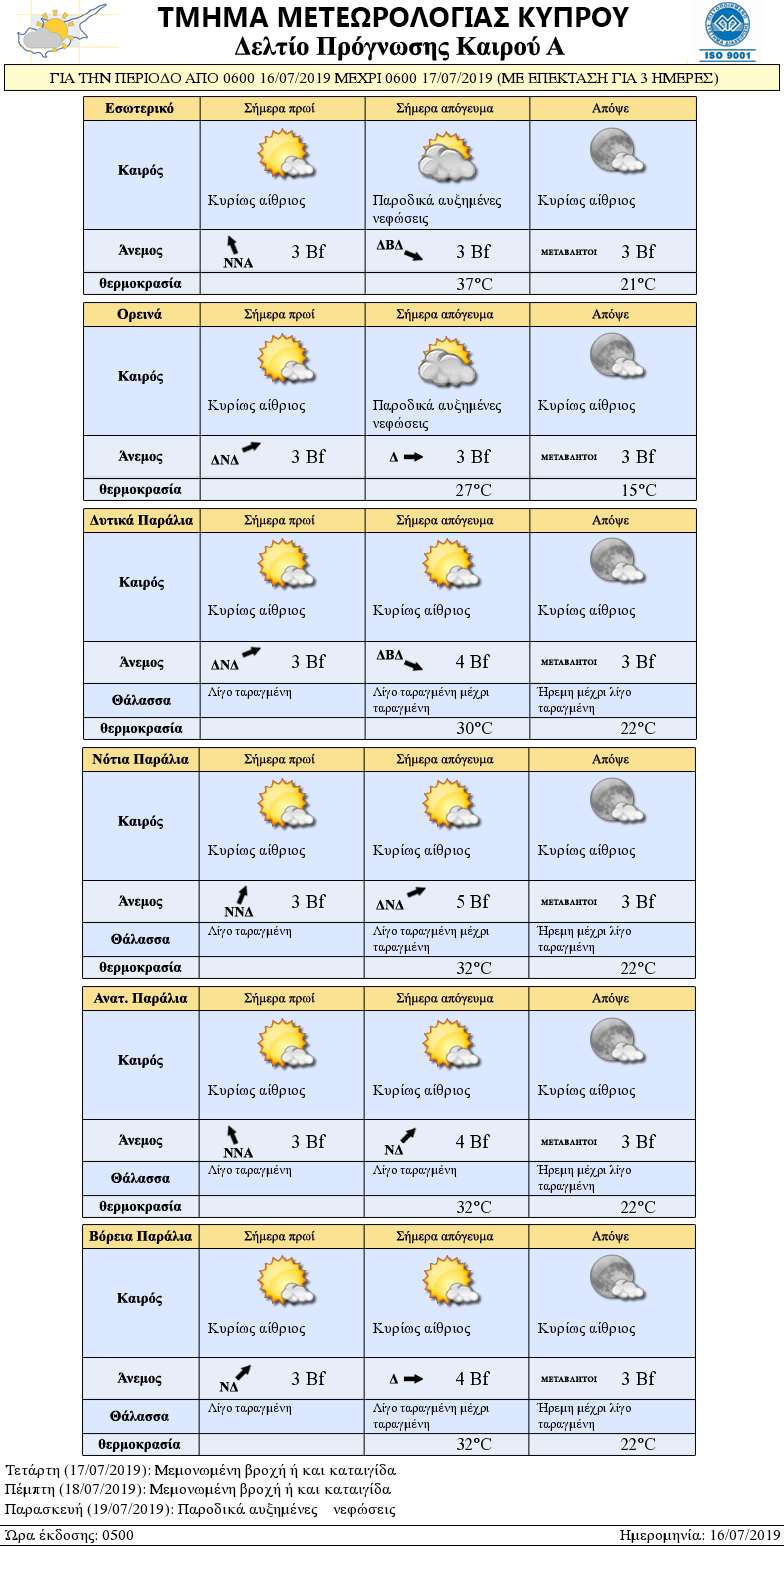 ΤΜΗΜΑ ΜΕΤΕΩΡΟΛΟΓΙΑΣ ΚΥΠΡΟΥ
Δελτίο Πρόγνωσης Καιρού Α
ISO 9001
ΓΙΑ ΤΗΝ ΠΕΡΙΟΔΟ ΑΠΟ 0600 16/07/2019 ΜΕΧΡΙ 0600 17/07/2019 (ΜΕ ΕΠΕΚΤΑΣΗ ΓΙΑ 3 ΗΜΕΡΕΣ)
Εσωτερικό Σήμερα πρωί Σήμερα απόγευμα Απόψε
Καιρός
Κυρίως αίθριος Παροδικά αυξημένες Κυρίως αίθριος
νεφώσεις
Άνεμος ΝΝΑ 3 Bf ΔΒΔ 3 Bf ΜΕΤΑΒΛΗΤΟΙ 3 Bf
θερμοκρασία 37°C 21°C
Ορεινά Σήμερα πρωί Σήμερα απόγευμα Απόψε
Καιρός
Κυρίως αίθριος Παροδικά αυξημένες Κυρίως αίθριος
νεφώσεις
Άνεμος ΔΝΔ 3 Bf Δ 3 Bf ΜΕΤΑΒΛΗΤΟΙ 3 Bf
θερμοκρασία 27°C 15°C
Δυτικά Παράλια Σήμερα πρωί Σήμερα απόγευμα Απόψε
Καιρός
Κυρίως αίθριος Κυρίως αίθριος Κυρίως αίθριος
Άνεμος ΔΝΔ 3 Bf ΔΒΔ 4 Bf ΜΕΤΑΒΛΗΤΟΙ 3 Bf
Θάλασσα Λίγο ταραγμένη Λίγο ταραγμένη μέχρι Ήρεμη μέχρι λίγο
ταραγμένη ταραγμένη
θερμοκρασία 30°C 22°C
Νότια Παράλια Σήμερα πρωί Σήμερα απόγευμα Απόψε
Καιρός
Κυρίως αίθριος Κυρίως αίθριος Κυρίως αίθριος
Άνεμος ΝΝΔ 3 Bf ΔΝΔ 5 Bf ΜΕΤΑΒΛΗΤΟΙ 3 Bf
Θάλασσα Λίγο ταραγμένη Λίγο ταραγμένη μέχρι Ήρεμη μέχρι λίγο
ταραγμένη ταραγμένη
θερμοκρασία 32°C 22°C
Ανατ. Παράλια Σήμερα πρωί Σήμερα απόγευμα Απόψε
Καιρός
Κυρίως αίθριος Κυρίως αίθριος Κυρίως αίθριος
Άνεμος ΝΝΑ 3 Bf ΝΔ 4 Bf ΜΕΤΑΒΛΗΤΟΙ 3 Bf
Θάλασσα Λίγο ταραγμένη Λίγο ταραγμένη Ήρεμη μέχρι λίγο
ταραγμένη
θερμοκρασία 32°C 22°C
Βόρεια Παράλια Σήμερα πρωί Σήμερα απόγευμα Απόψε
Καιρός
Κυρίως αίθριος Κυρίως αίθριος Κυρίως αίθριος
Άνεμος ΝΔ 3 Bf Δ 4 Bf ΜΕΤΑΒΛΗΤΟΙ 3 Bf
Θάλασσα Λίγο ταραγμένη Λίγο ταραγμένη μέχρι Ήρεμη μέχρι λίγο
ταραγμένη ταραγμένη
θερμοκρασία 32°C 22°C
Τετάρτη (17/07/2019): Μεμονωμένη βροχή ή και καταιγίδα
Πέμπτη (18/07/2019): Μεμονωμένη βροχή ή και καταιγίδα
Παρασκευή (19/07/2019): Παροδικά αυξημένες νεφώσεις
Ώρα έκδοσης: 0500 Ημερομηνία: 16/07/2019